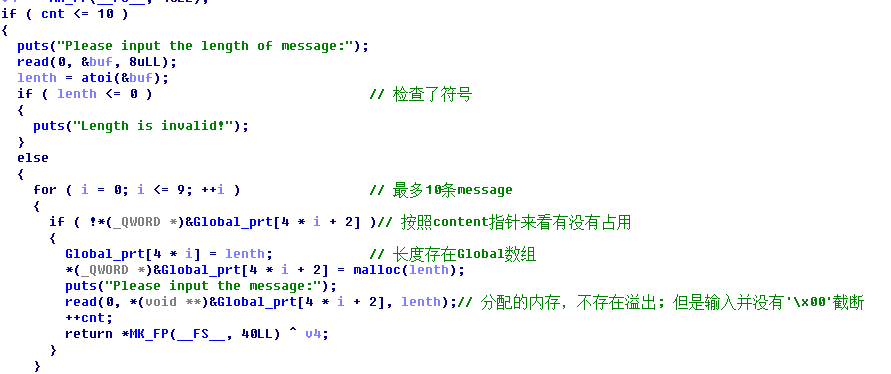 if ( cnt <= 10 )
{
puts("Please input the length of message:");
read(0, &buf, 8uLL);
lenth = atoi(&buf);
if ( lenth <= 0 ) // 检查了符号
{
puts("Length is invalid!");
}
else
{
for ( i = 0; i <= 9; ++i ) // 最多10条message
{
if ( !*(_QWORD *)&Global_prt[4 * i + 2] )// 按照content指针来看有没有占用
{
Global_prt[4 * i] = lenth; // 长度存在Global数组
*(_QWORD *)&Global_prt[4 * i + 2] = malloc(lenth);
puts("Please input the message:");
read(0, *(void **)&Global_prt[4 * i + 2], lenth);// 分配的内存，不存在溢出；但是输入并没有'\x00'截断
++cnt;
return *MK_FP(__FS__, 40LL) ^ v4;
}
}